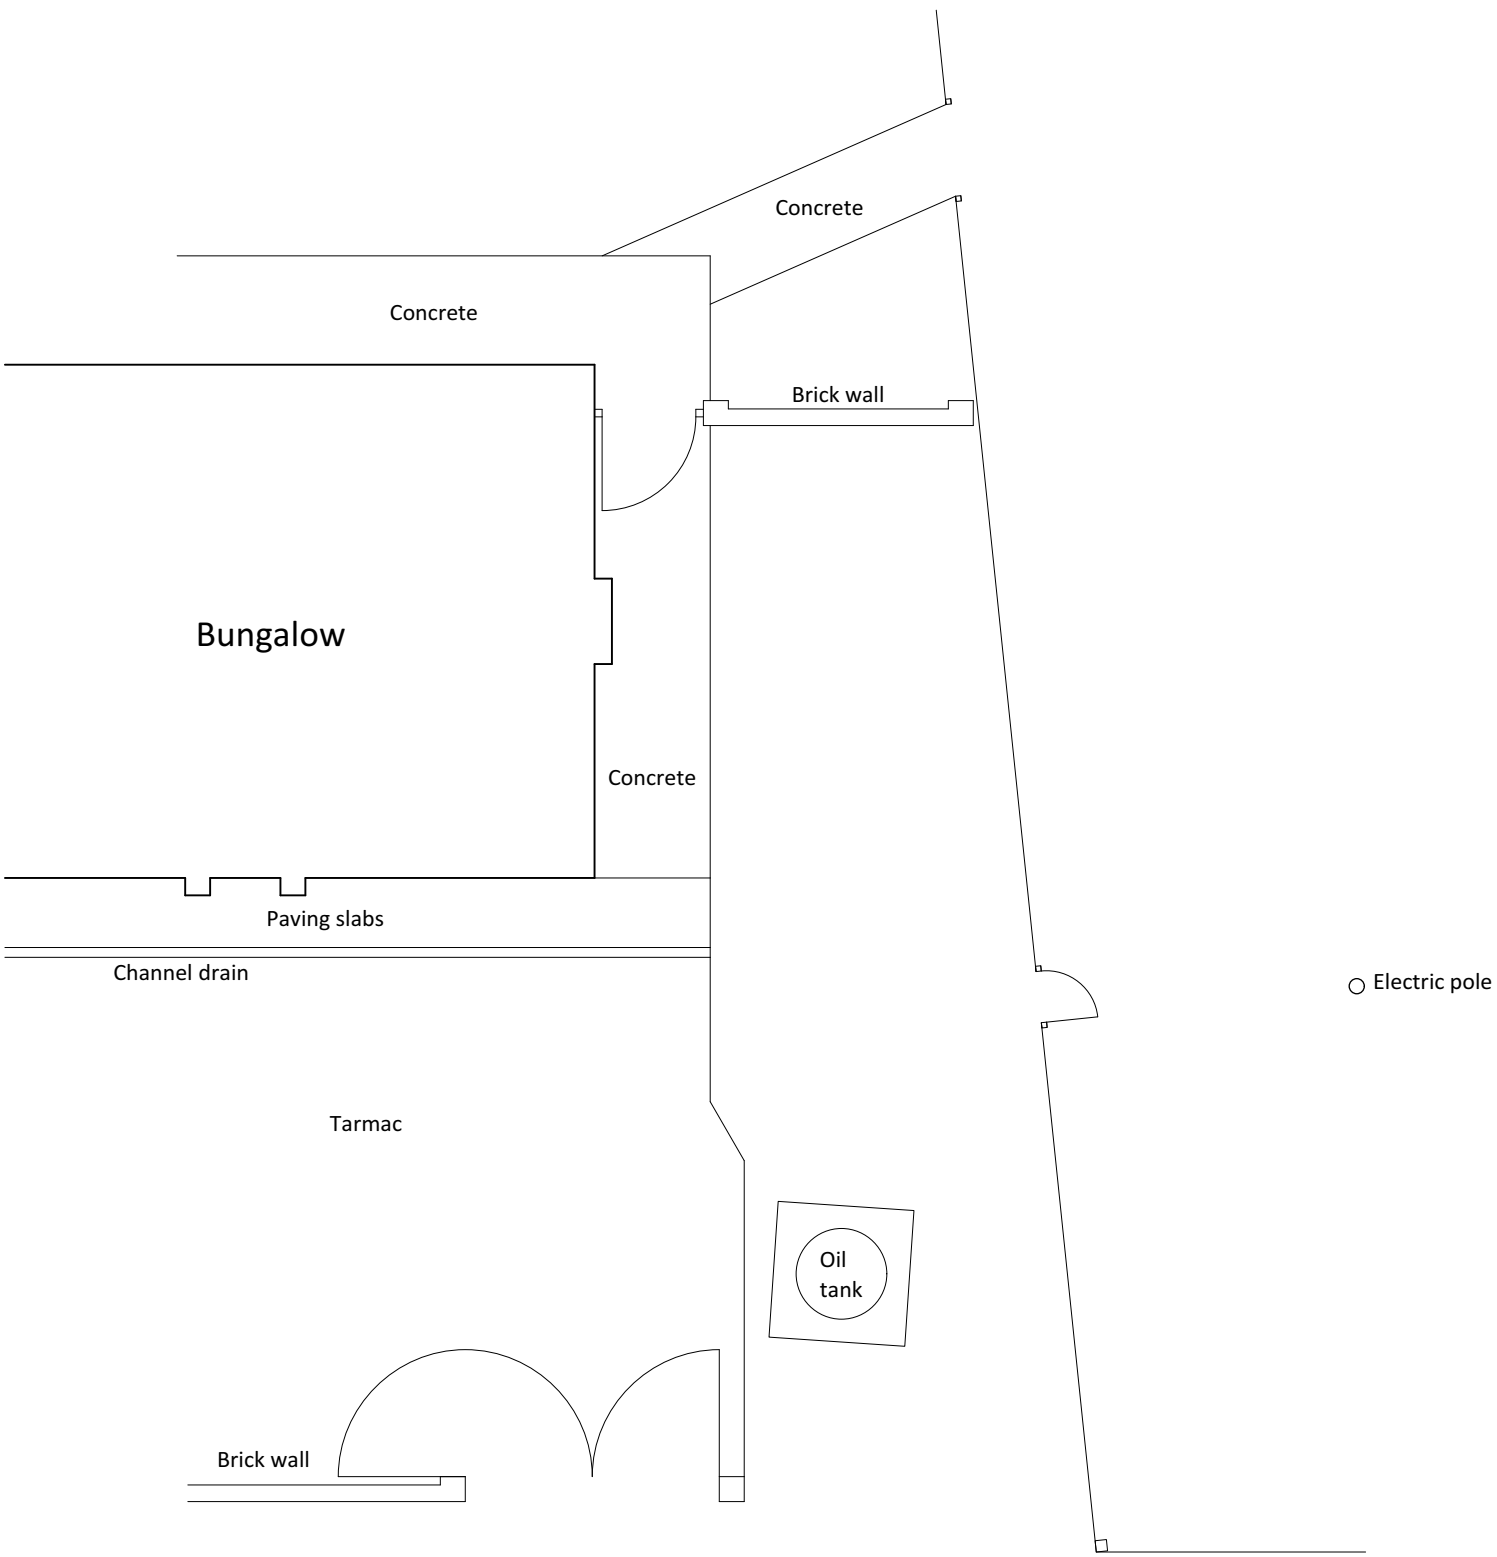 Concrete
Concrete
Brick wall
Bungalow
Concrete
Paving slabs
Channel drain
Electric pole
Tarmac
Oil
tank
Brick wall